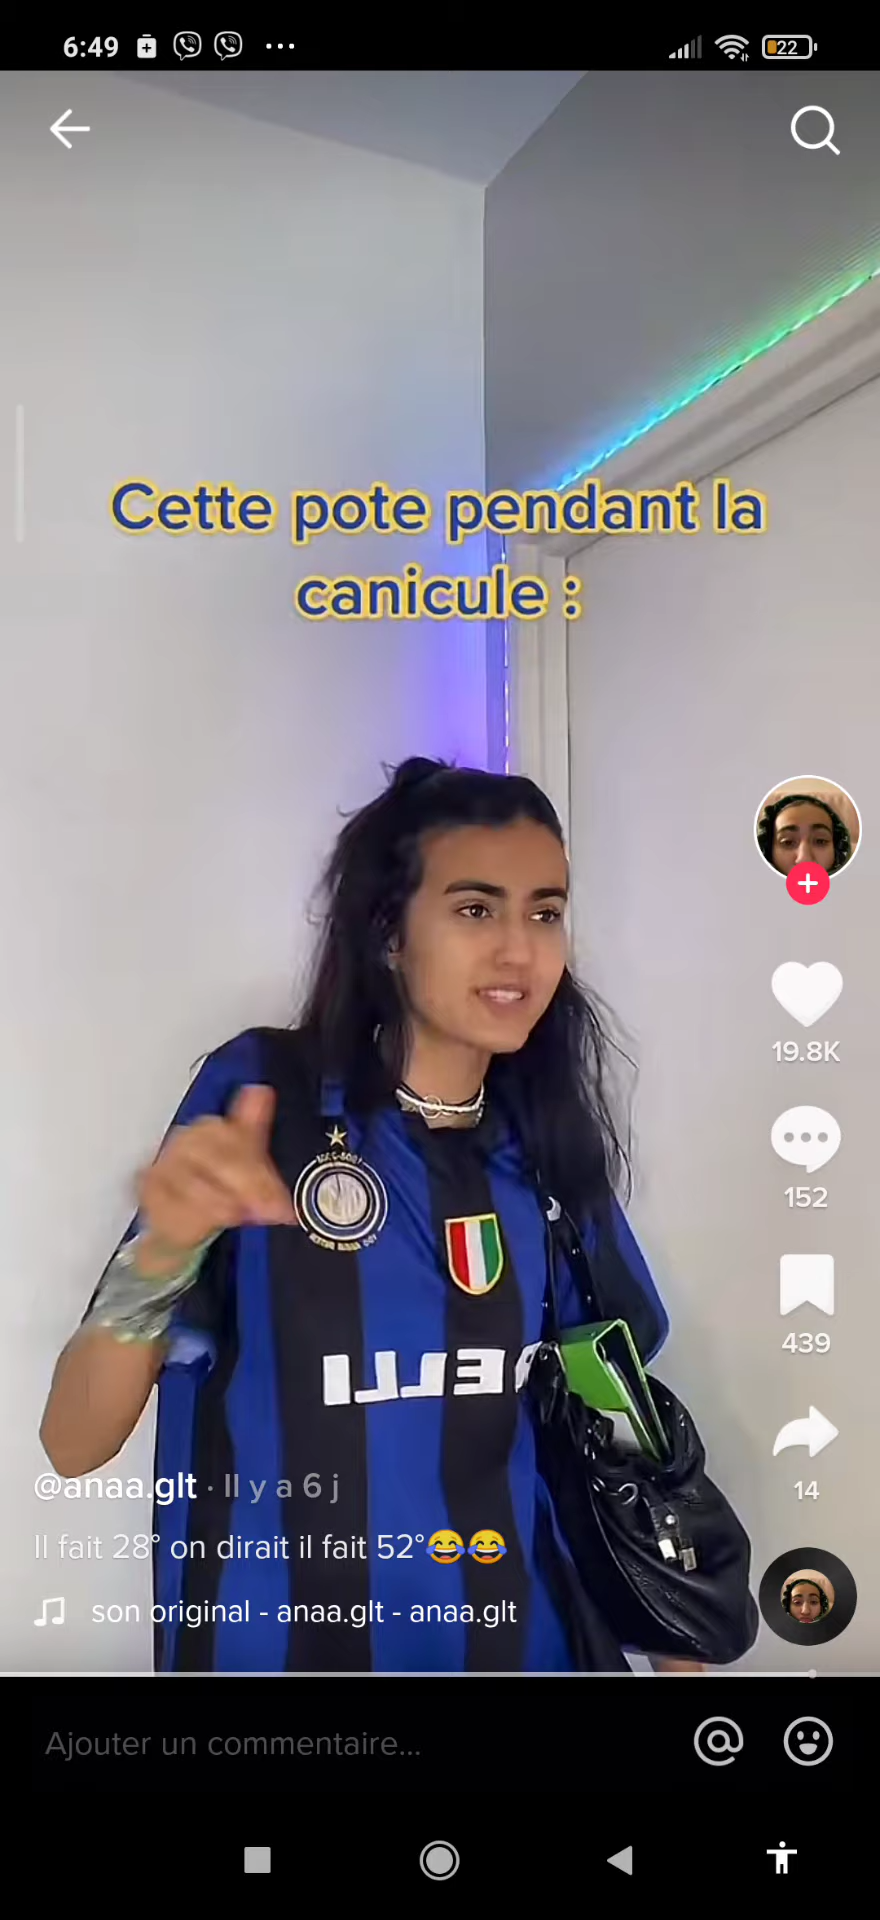 6:49
22
Cette pote pendant la
canicule :
19.8K
152
439
ELLI
@anaa.glt · Il y a 6 j
14
Il fait 28° on dirait il fait 52°😂😂
son original - anaa.glt - anaa.glt
Ajouter un commentaire...